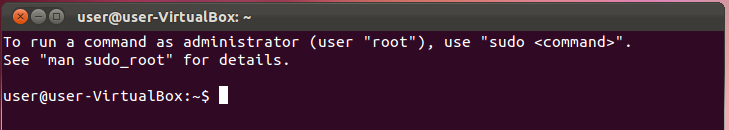 user@user-VirtualBox: ~
To run a command as administrator (user "root"), use "sudo <command>".
See "man sudo_root" for details.
user@user-VirtualBox:~$